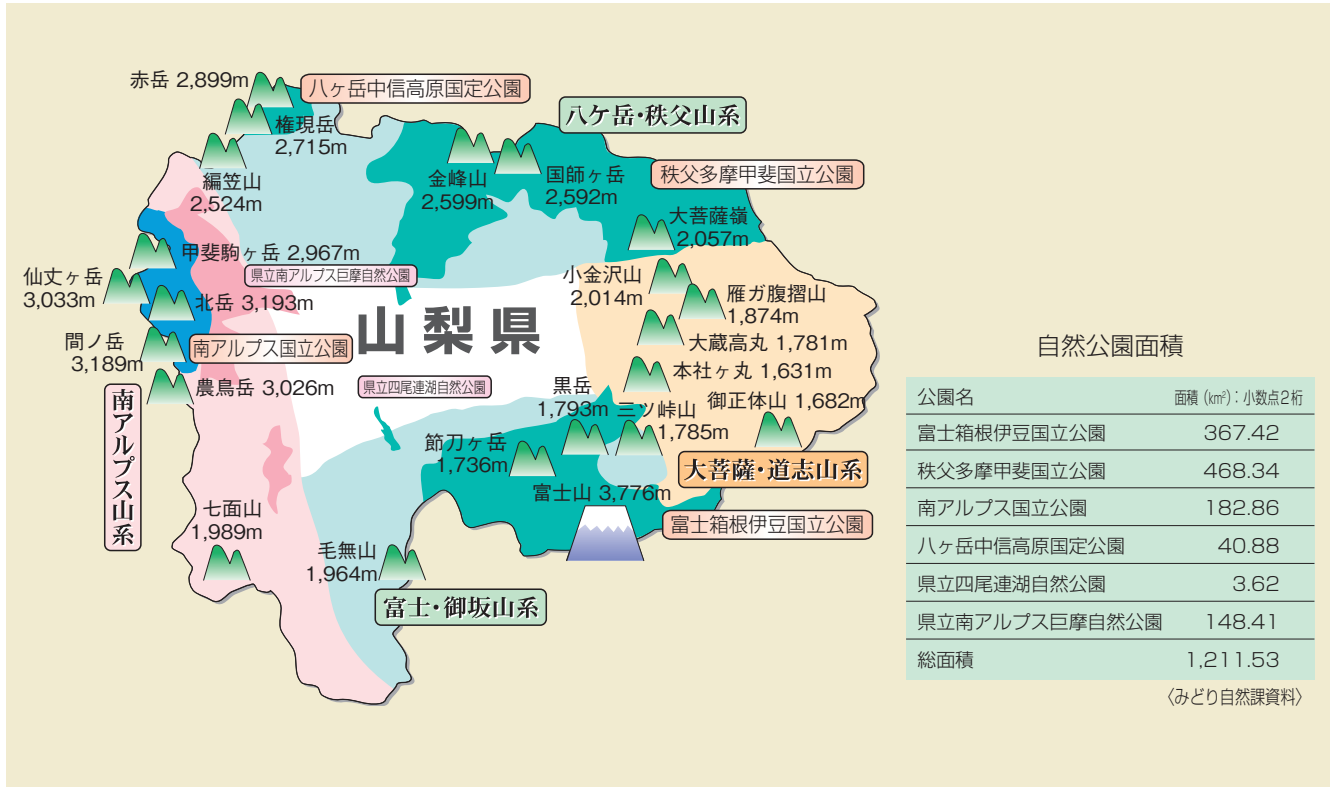 赤岳 2,899m
八ヶ岳中信高原国定公園
八ケ岳・秩父山系
権現岳
2,715m
編笠山
2,524m
金峰山
2,599m
国師ヶ岳
2,592m
秩父多摩甲斐国立公園
大菩薩嶺
2,057m
甲斐駒ヶ岳 2,967m
仙丈ヶ岳
3,033m
県立南アルプス巨摩自然公園
北岳 3,193m
小金沢山
2,014m
雁ガ腹摺山
1,874m
山梨県
間ノ岳
3,189m
南アルプス国立公園
大蔵高丸 1,781m
農鳥岳 3,026m
県立四尾連湖自然公園
本社ヶ丸 1,631m
黒岳
1,793m
三ツ峠山
1,785m
御正体山 1,682m
南アルプス山系
節刀ヶ岳
1,736m
大菩薩・道志山系
富士山 3,776m
富士箱根伊豆国立公園
七面山
1,989m
毛無山
1,964m
富士・御坂山系
自然公園面積
公園名 面積(km²):小数点2桁
富士箱根伊豆国立公園 367.42
秩父多摩甲斐国立公園 468.34
南アルプス国立公園 182.86
八ヶ岳中信高原国定公園 40.88
県立四尾連湖自然公園 3.62
県立南アルプス巨摩自然公園 148.41
総面積 1,211.53
〈みどり自然課資料〉